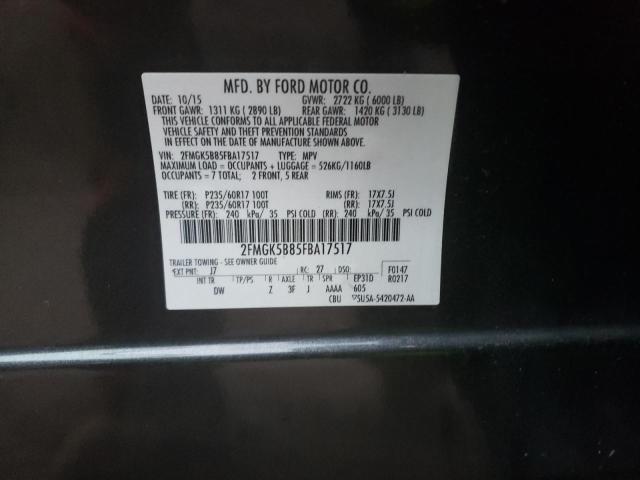 MFD. BY FORD MOTOR CO.
DATE: 10/15 GVWR: 2722 KG (6000 LB)
FRONT GAWR: 1311 KG (2890 LB) REAR GAWR: 1420 KG (3130 LB)
THIS VEHICLE CONFORMS TO ALL APPLICABLE FEDERAL MOTOR
VEHICLE SAFETY AND THEFT PREVENTION STANDARDS
IN EFFECT ON THE DATE OF MANUFACTURE SHOWN ABOVE.
VIN: 2FMGK5B85FBA17517 TYPE: MPV
MAXIMUM LOAD = OCCUPANTS + LUGGAGE = 526KG/1160LB
OCCUPANTS = 7 TOTAL; 2 FRONT, 5 REAR
TIRE (FR): P235/60R17 100T RIMS (FR): 17X7.5J
(RR): P235/60R17 100T (RR): 17X7.5J
PRESSURE (FR): 240 kPa/ 35 PSI COLD (RR): 240 kPa/ 35 PSI COLD
2FMGK5B85FBA17517
TRAILER TOWING - SEE OWNER GUIDE
EXT PNT: J7 RC: 27 DSO: F0147
INT TR TP/PS R AXLE TR SPR EP31D R0217
DW Z 3F J AAAA 605
CBU 5U5A-5420472-AA